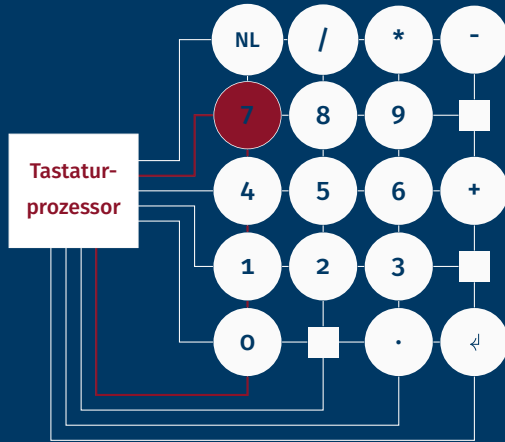 NL / * -
7 8 9
Tastatur-
prozessor
4 5 6 +
1 2 3
0 . ↲